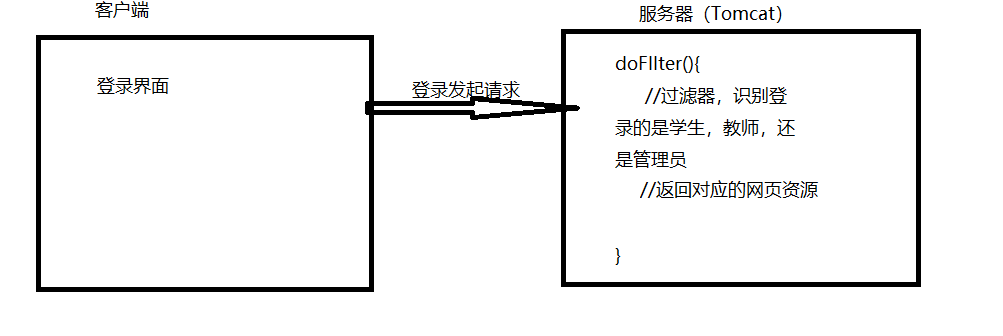 客户端
服务器（Tomcat）
登录界面
登录发起请求
doFIlter(){
//过滤器，识别登
录的是学生，教师，还
是管理员
//返回对应的网页资源
}